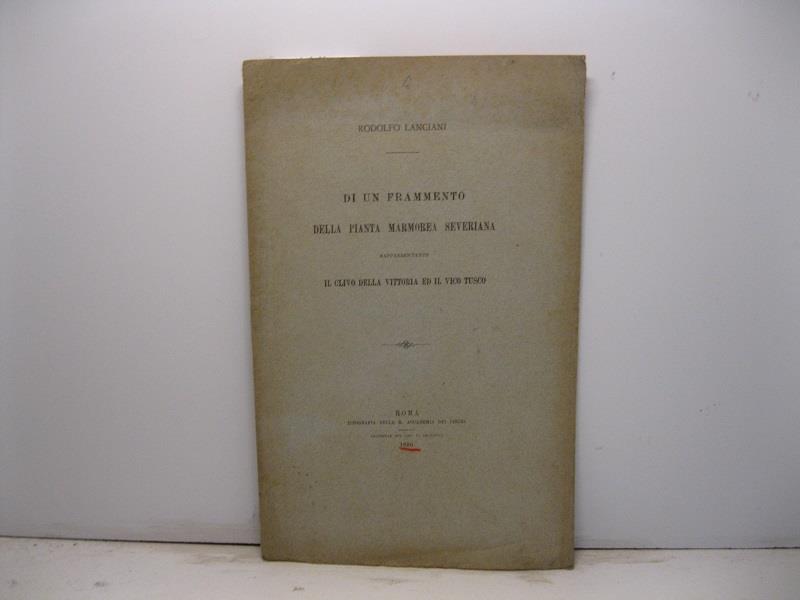 RODOLFO LANCIANI
DI UN FRAMMENTO
DELLA PIANTA MARMOREA SEVERIANA
RAPPRESENTANTE
IL CLIVO DELLA VITTORIA ED IL VICO TUSCO
ROMA
TIPOGRAFIA DELLA R. ACCADEMIA DEI LINCEI